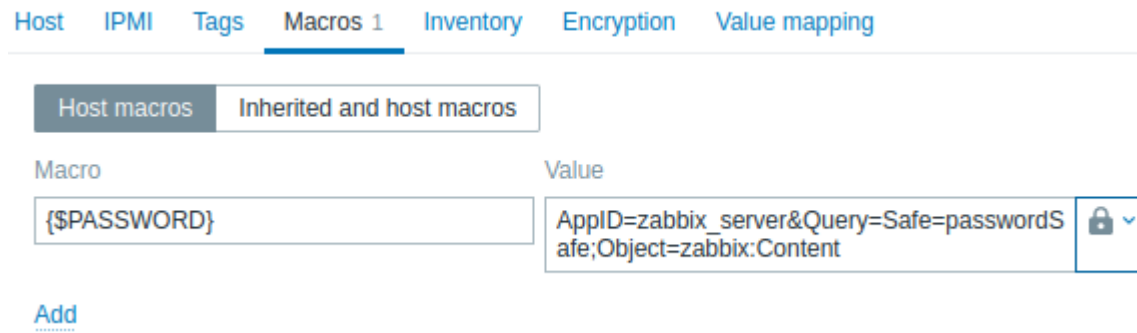 Host IPMI Tags Macros 1 Inventory Encryption Value mapping
Host macros Inherited and host macros
Macro Value
{$PASSWORD} AppID=zabbix_server&Query=Safe=passwordS
afe;Object=zabbix:Content
Add